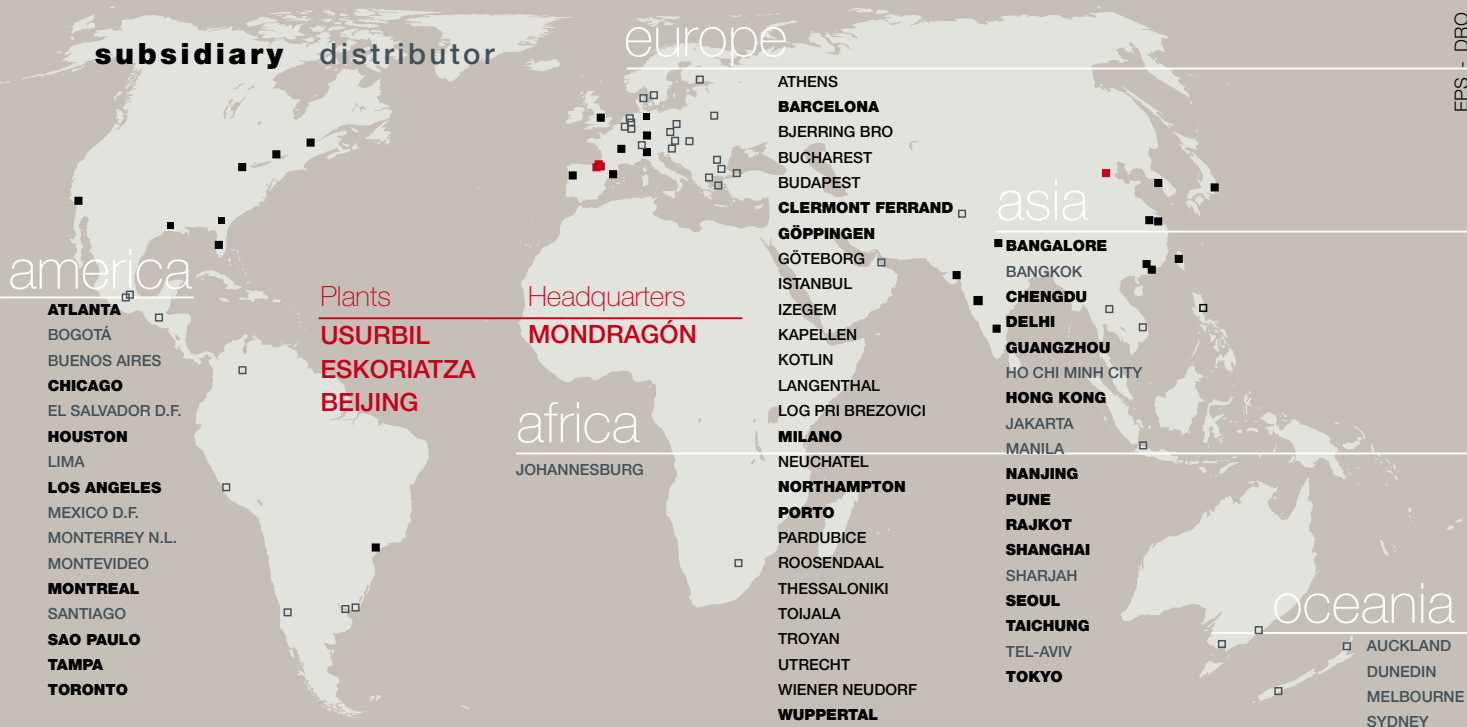 subsidiary distributor
america
ATLANTA
BOGOTÁ
BUENOS AIRES
CHICAGO
EL SALVADOR D.F.
HOUSTON
LIMA
LOS ANGELES
MEXICO D.F.
MONTERREY N.L.
MONTEVIDEO
MONTREAL
SANTIAGO
SAO PAULO
TAMPA
TORONTO
Plants
USURBIL
ESKORIATZA
BEIJING
Headquarters
MONDRAGÓN
africa
JOHANNESBURG
europe
ATHENS
BARCELONA
BJERRING BRO
BUCHAREST
BUDAPEST
CLERMONT FERRAND
GÖPPINGEN
GÖTEBORG
ISTANBUL
IZEGEM
KAPELLEN
KOTLIN
LANGENTHAL
LOG PRI BREZOVICI
MILANO
NEUCHATEL
NORTHAMPTON
PORTO
PARDUBICE
ROOSENDAAL
THESSALONIKI
TOIJALA
TROYAN
UTRECHT
WIENER NEUDORF
WUPPERTAL
asia
BANGALORE
BANGKOK
CHENGDU
DELHI
GUANGZHOU
HO CHI MINH CITY
HONG KONG
JAKARTA
MANILA
NANJING
PUNE
RAJKOT
SHANGHAI
SHARJAH
SEOUL
TAICHUNG
TEL-AVIV
TOKYO
oceania
AUCKLAND
DUNEDIN
MELBOURNE
SYDNEY
EPS - DRO